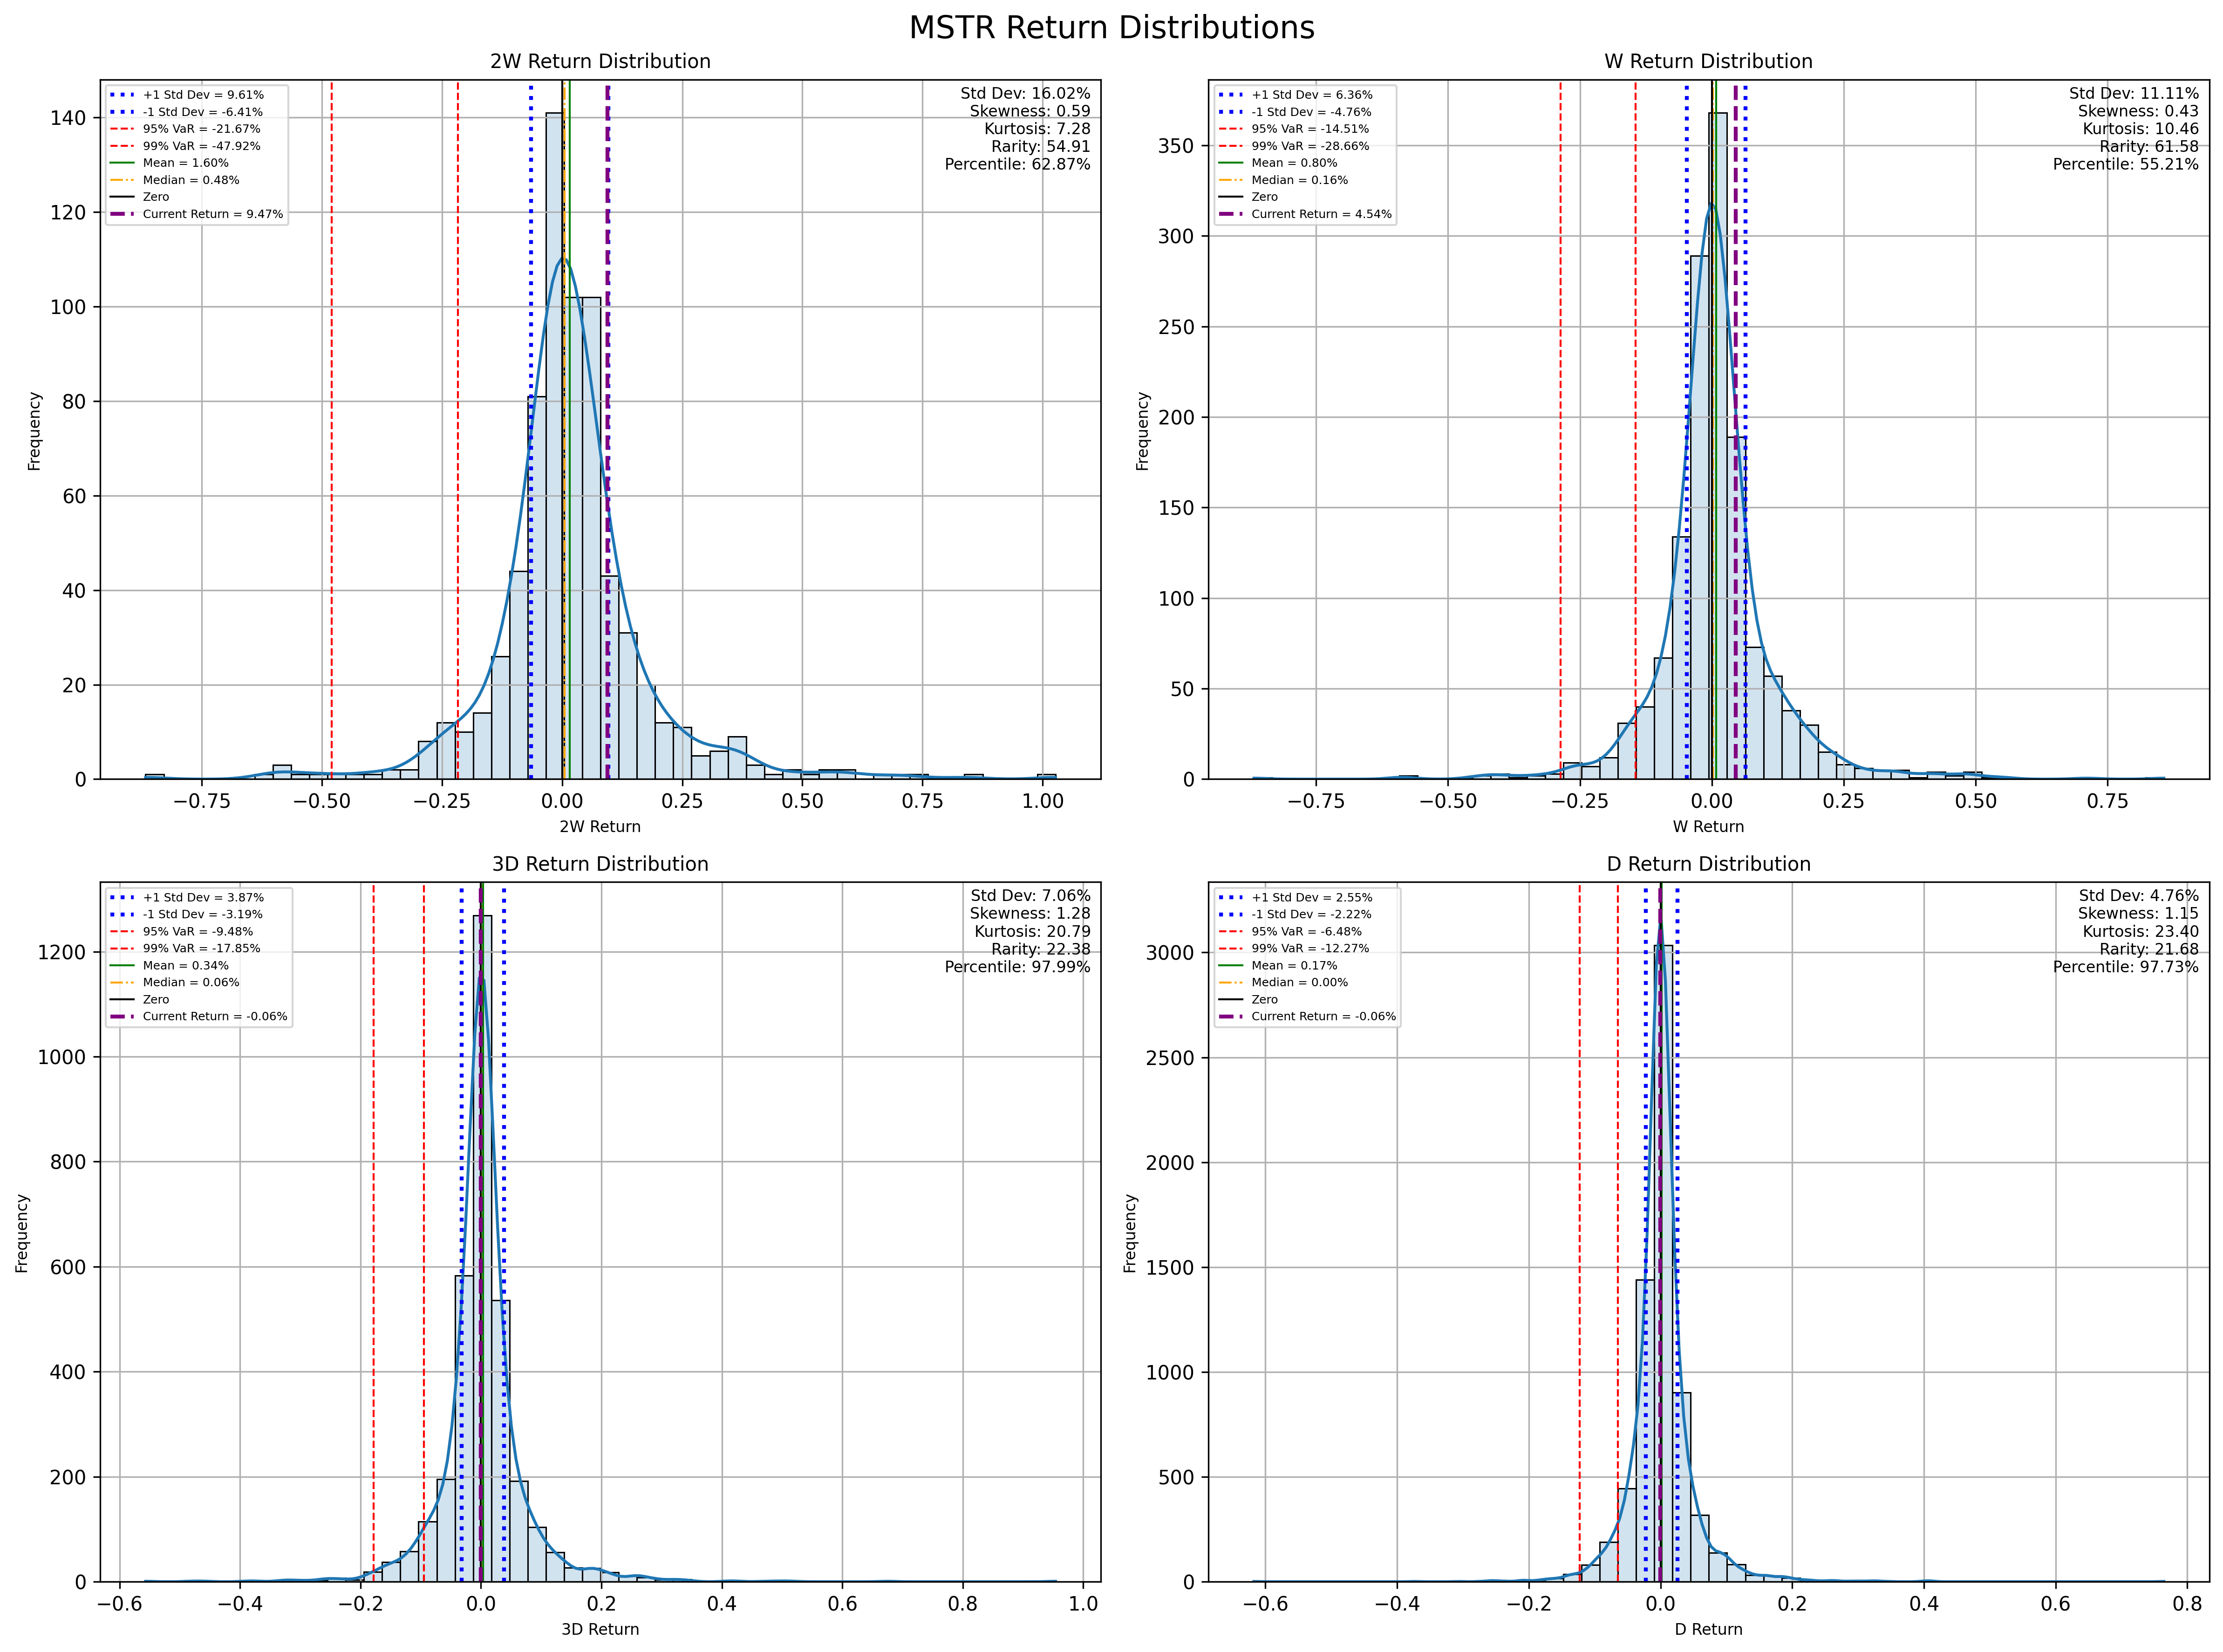 MSTR Return Distributions
2W Return Distribution
+1 Std Dev = 9.61%
-1 Std Dev = -6.41%
95% VaR = -21.67%
99% VaR = -47.92%
Mean = 1.60%
Median = 0.48%
Zero
Current Return = 9.47%
Std Dev: 16.02%
Skewness: 0.59
Kurtosis: 7.28
Rarity: 54.91
Percentile: 62.87%
140
120
100
80
60
40
20
0
Frequency
−0.75 −0.50 −0.25 0.00 0.25 0.50 0.75 1.00
2W Return
W Return Distribution
+1 Std Dev = 6.36%
-1 Std Dev = -4.76%
95% VaR = -14.51%
99% VaR = -28.66%
Mean = 0.80%
Median = 0.16%
Zero
Current Return = 4.54%
Std Dev: 11.11%
Skewness: 0.43
Kurtosis: 10.46
Rarity: 61.58
Percentile: 55.21%
350
300
250
200
150
100
50
0
Frequency
−0.75 −0.50 −0.25 0.00 0.25 0.50 0.75
W Return
3D Return Distribution
+1 Std Dev = 3.87%
-1 Std Dev = -3.19%
95% VaR = -9.48%
99% VaR = -17.85%
Mean = 0.34%
Median = 0.06%
Zero
Current Return = -0.06%
Std Dev: 7.06%
Skewness: 1.28
Kurtosis: 20.79
Rarity: 22.38
Percentile: 97.99%
1200
1000
800
600
400
200
0
Frequency
−0.6 −0.4 −0.2 0.0 0.2 0.4 0.6 0.8 1.0
3D Return
D Return Distribution
+1 Std Dev = 2.55%
-1 Std Dev = -2.22%
95% VaR = -6.48%
99% VaR = -12.27%
Mean = 0.17%
Median = 0.00%
Zero
Current Return = -0.06%
Std Dev: 4.76%
Skewness: 1.15
Kurtosis: 23.40
Rarity: 21.68
Percentile: 97.73%
3000
2500
2000
1500
1000
500
0
Frequency
−0.6 −0.4 −0.2 0.0 0.2 0.4 0.6 0.8
D Return